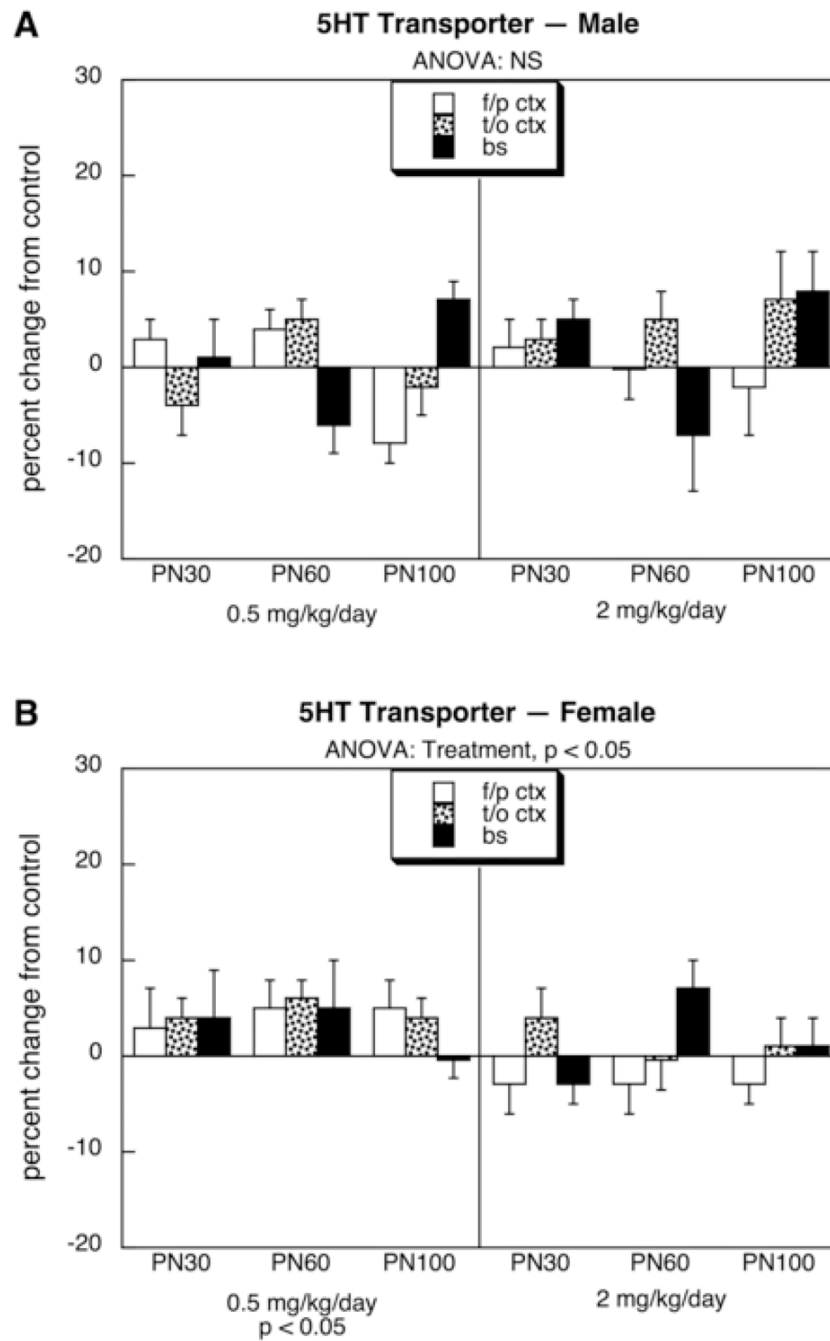 A
5HT Transporter — Male
ANOVA: NS
f/p ctx
t/o ctx
bs
percent change from control
30
20
10
0
-10
-20
PN30 PN60 PN100 PN30 PN60 PN100
0.5 mg/kg/day 2 mg/kg/day
B
5HT Transporter — Female
ANOVA: Treatment, p < 0.05
f/p ctx
t/o ctx
bs
percent change from control
30
20
10
0
-10
-20
PN30 PN60 PN100 PN30 PN60 PN100
0.5 mg/kg/day 2 mg/kg/day
p < 0.05